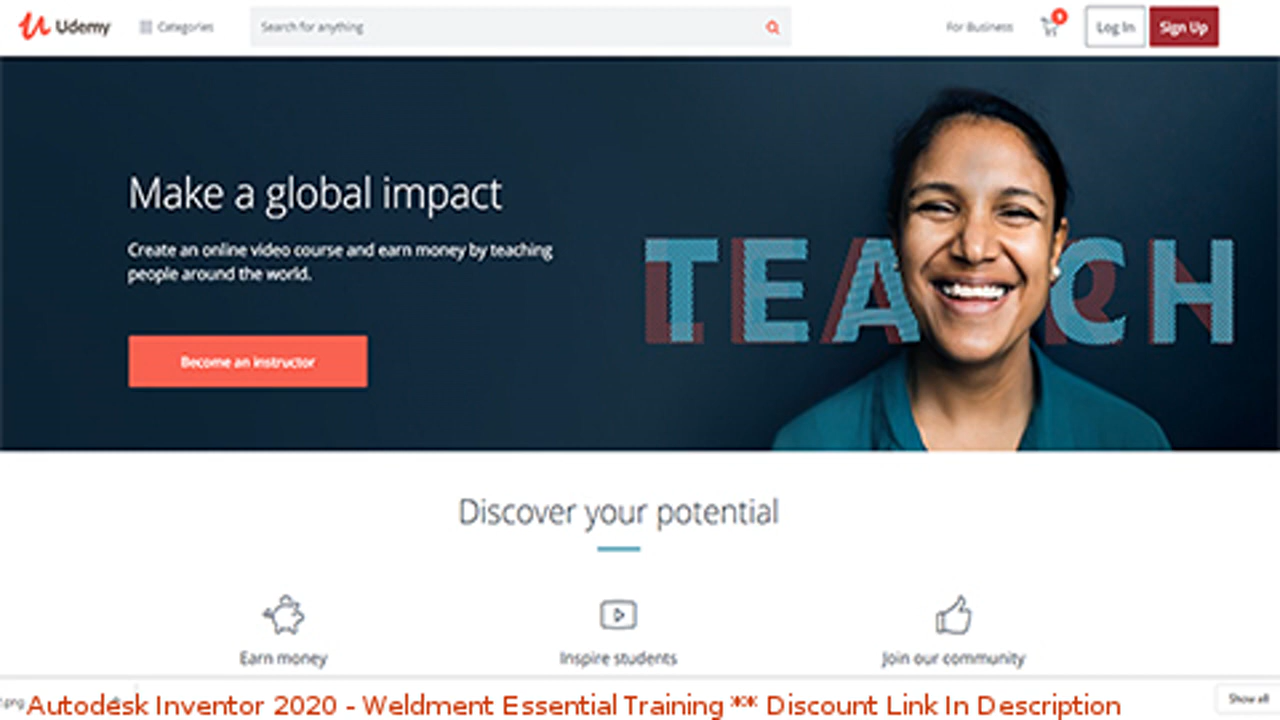 Udemy Categories Search for anything For Business Log In Sign Up
Make a global impact
Create an online video course and earn money by teaching
people around the world.
TEACH
Become an instructor
Discover your potential
Earn money Inspire students Join our community
.png Autodesk Inventor 2020 - Weldment Essential Training ** Discount Link In Description Show all